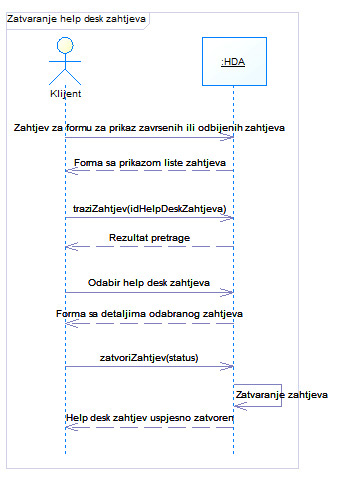 Zatvaranje help desk zahtjeva
:HDA
Klijent
Zahtjev za formu za prikaz zavrsenih ili odbijenih zahtjeva
Forma sa prikazom liste zahtjeva
traziZahtjev(idHelpDeskZahtjeva)
Rezultat pretrage
Odabir help desk zahtjeva
Forma sa detaljima odabranog zahtjeva
zatvoriZahtjev(status)
Zatvaranje zahtjeva
Help desk zahtjev uspjesno zatvoren